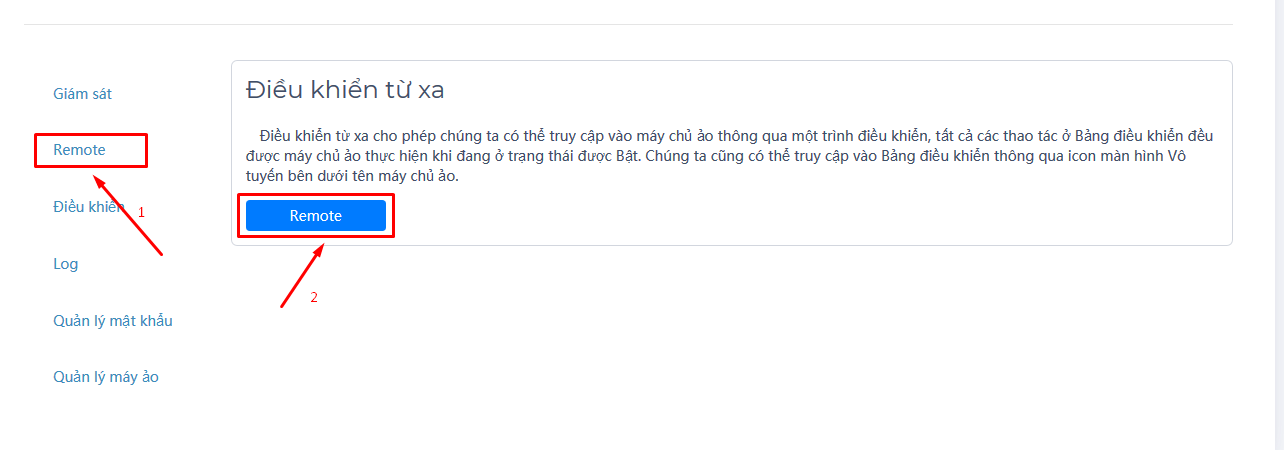 Giám sát
Remote
Điều khiển
1
Log
Quản lý mật khẩu
Quản lý máy ảo
Điều khiển từ xa
Điều khiển từ xa cho phép chúng ta có thể truy cập vào máy chủ ảo thông qua một trình điều khiển, tất cả các thao tác ở Bảng điều khiển đều
được máy chủ ảo thực hiện khi đang ở trạng thái được Bật. Chúng ta cũng có thể truy cập vào Bảng điều khiển thông qua icon màn hình Vô
tuyến bên dưới tên máy chủ ảo.
Remote
2